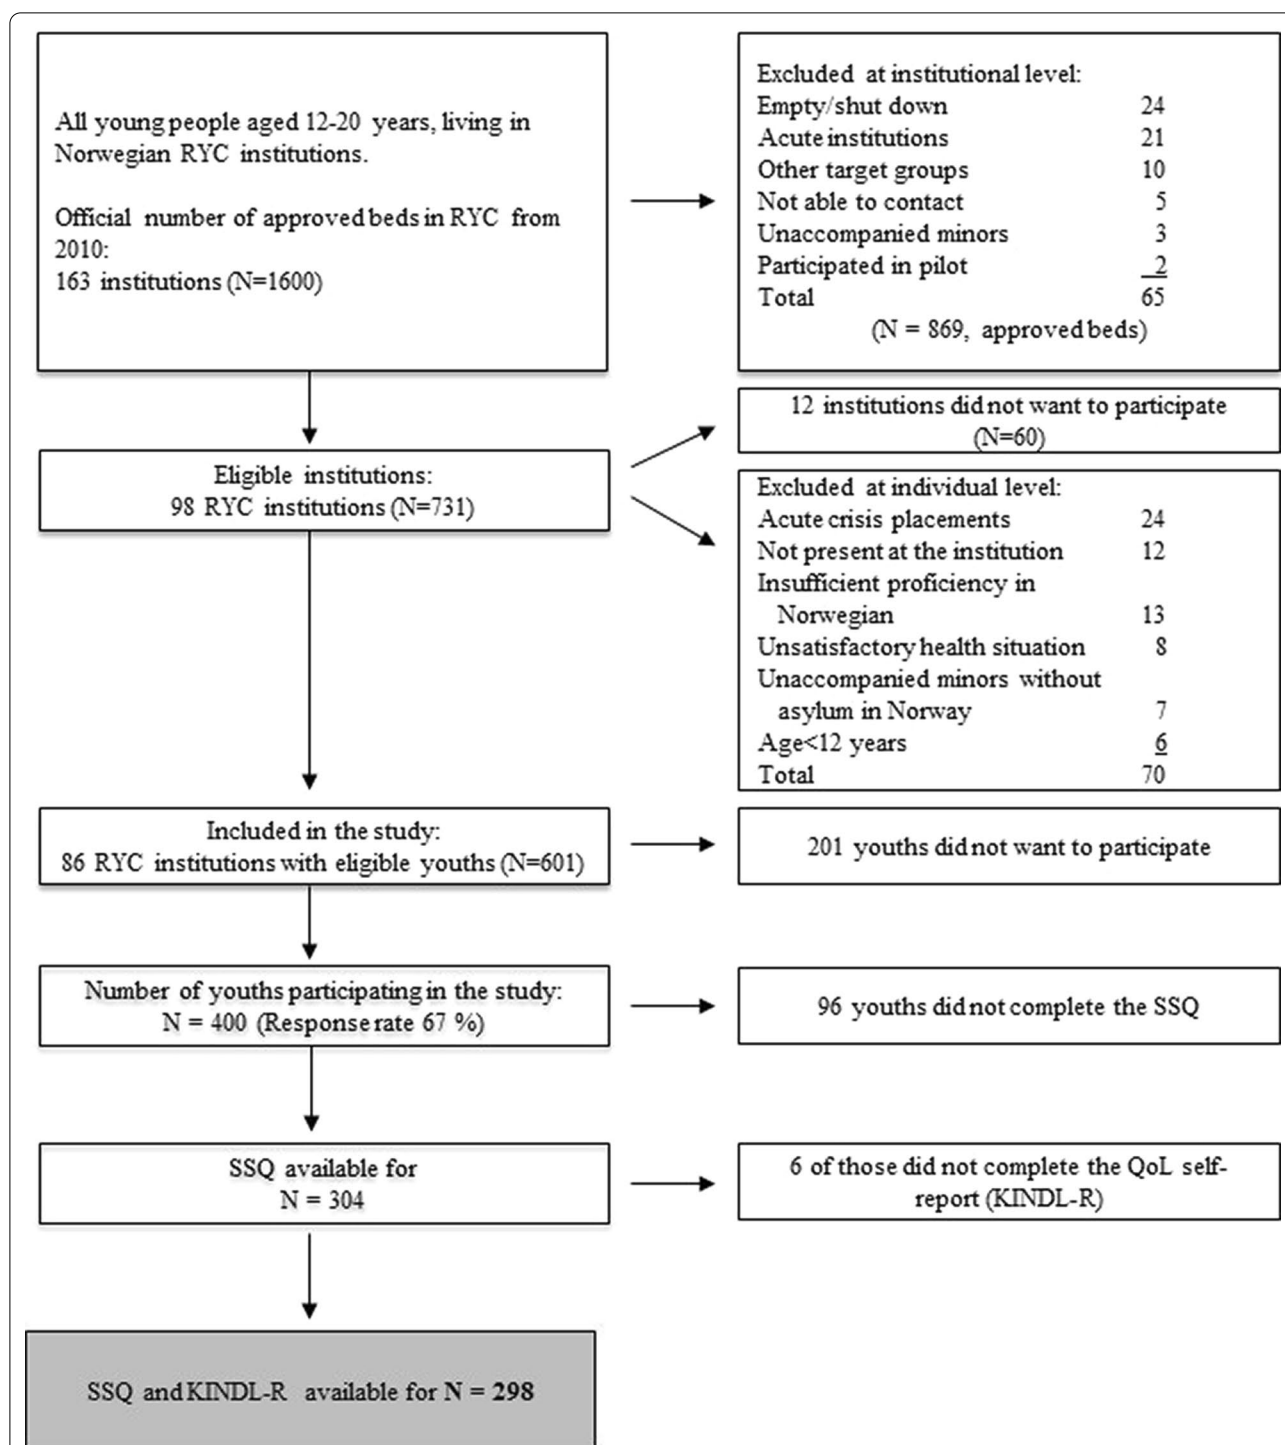 All young people aged 12-20 years, living in
Norwegian RYC institutions.
Official number of approved beds in RYC from
2010:
163 institutions (N=1600)
Excluded at institutional level:
Empty/shut down 24
Acute institutions 21
Other target groups 10
Not able to contact 5
Unaccompanied minors 3
Participated in pilot 2
Total 65
(N = 869, approved beds)
12 institutions did not want to participate
(N=60)
Eligible institutions:
98 RYC institutions (N=731)
Excluded at individual level:
Acute crisis placements 24
Not present at the institution 12
Insufficient proficiency in
Norwegian 13
Unsatisfactory health situation 8
Unaccompanied minors without
asylum in Norway 7
Age<12 years 6
Total 70
Included in the study:
86 RYC institutions with eligible youths (N=601)
201 youths did not want to participate
Number of youths participating in the study:
N = 400 (Response rate 67 %)
96 youths did not complete the SSQ
SSQ available for
N = 304
6 of those did not complete the QoL self-
report (KINDL-R)
SSQ and KINDL-R available for N = 298